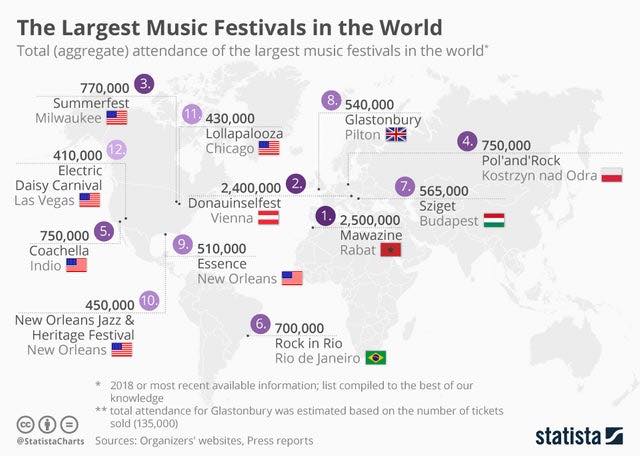 The Largest Music Festivals in the World
Total (aggregate) attendance of the largest music festivals in the world*
770,000 3.
Summerfest
Milwaukee
11. 430,000
Lollapalooza
Chicago
8. 540,000
Glastonbury
Pilton
4. 750,000
Pol'and'Rock
Kostrzyn nad Odra
410,000 12.
Electric
Daisy Carnival
Las Vegas
2,400,000 2.
Donauinselfest
Vienna
7. 565,000
Sziget
Budapest
1. 2,500,000
Mawazine
Rabat
750,000 5.
Coachella
Indio
9. 510,000
Essence
New Orleans
450,000 10.
New Orleans Jazz &
Heritage Festival
New Orleans
6. 700,000
Rock in Rio
Rio de Janeiro
* 2018 or most recent available information; list compiled to the best of our
knowledge
** total attendance for Glastonbury was estimated based on the number of tickets
sold (135,000)
cc
@StatistaCharts Sources: Organizers' websites, Press reports
statista